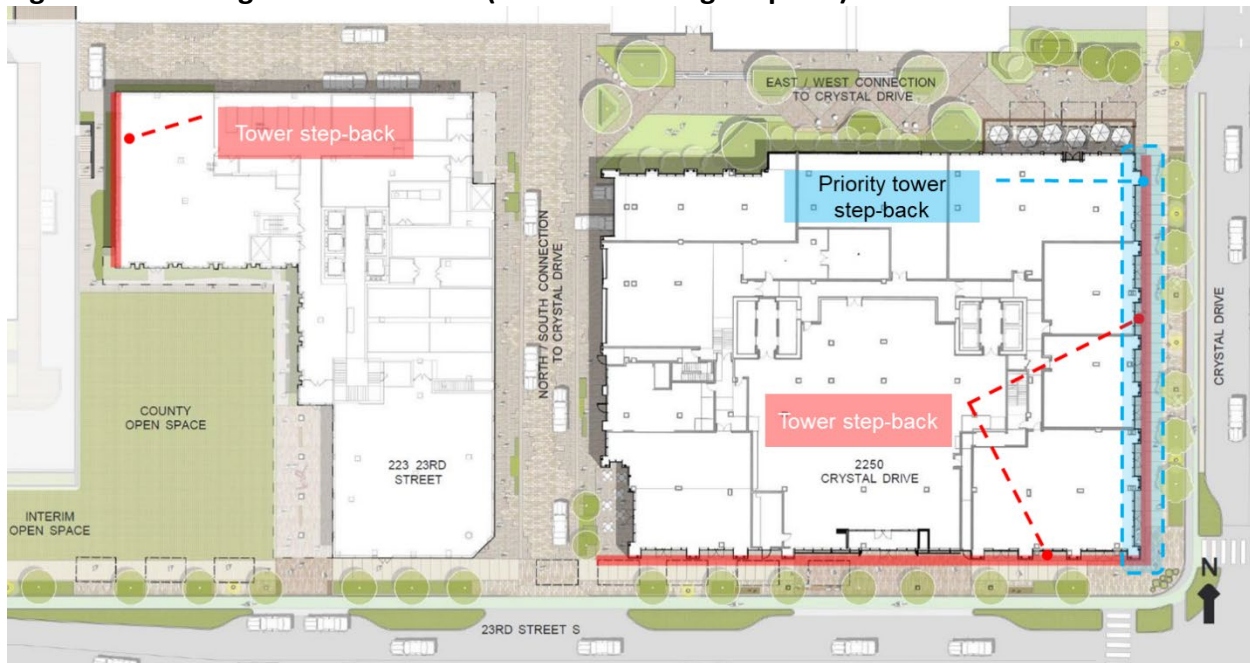 EAST / WEST CONNECTION
TO CRYSTAL DRIVE
Tower step-back
Priority tower
step-back
NORTH / SOUTH CONNECTION
TO CRYSTAL DRIVE
CRYSTAL DRIVE
COUNTY
OPEN SPACE
Tower step-back
223 23RD
STREET
2250
CRYSTAL DRIVE
INTERIM
OPEN SPACE
N
23RD STREET S